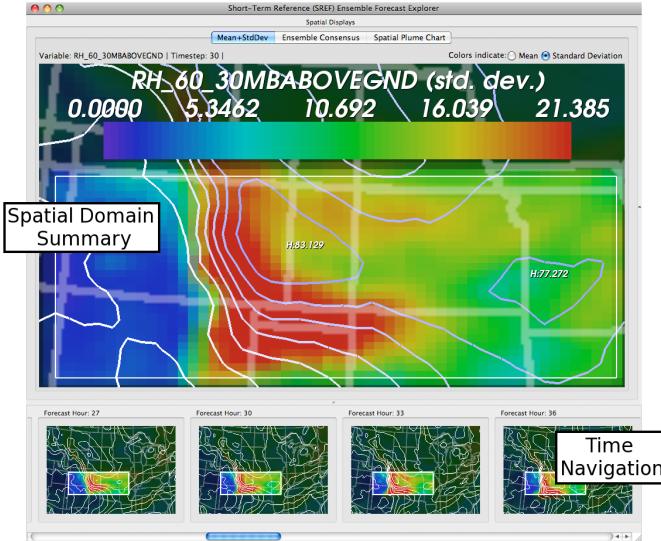 Short-Term Reference (SREF) Ensemble Forecast Explorer
Spatial Displays
Mean+StdDev Ensemble Consensus Spatial Plume Chart
Variable: RH_60_30MBABOVEGND | Timestep: 30 | Colors indicate: Mean Standard Deviation
RH_60_30MBABOVEGND (std. dev.)
0.0000 5.3462 10.692 16.039 21.385
Spatial Domain
Summary
H:83.129
H:77.272
Forecast Hour: 27 Forecast Hour: 30 Forecast Hour: 33 Forecast Hour: 36
Time
Navigation